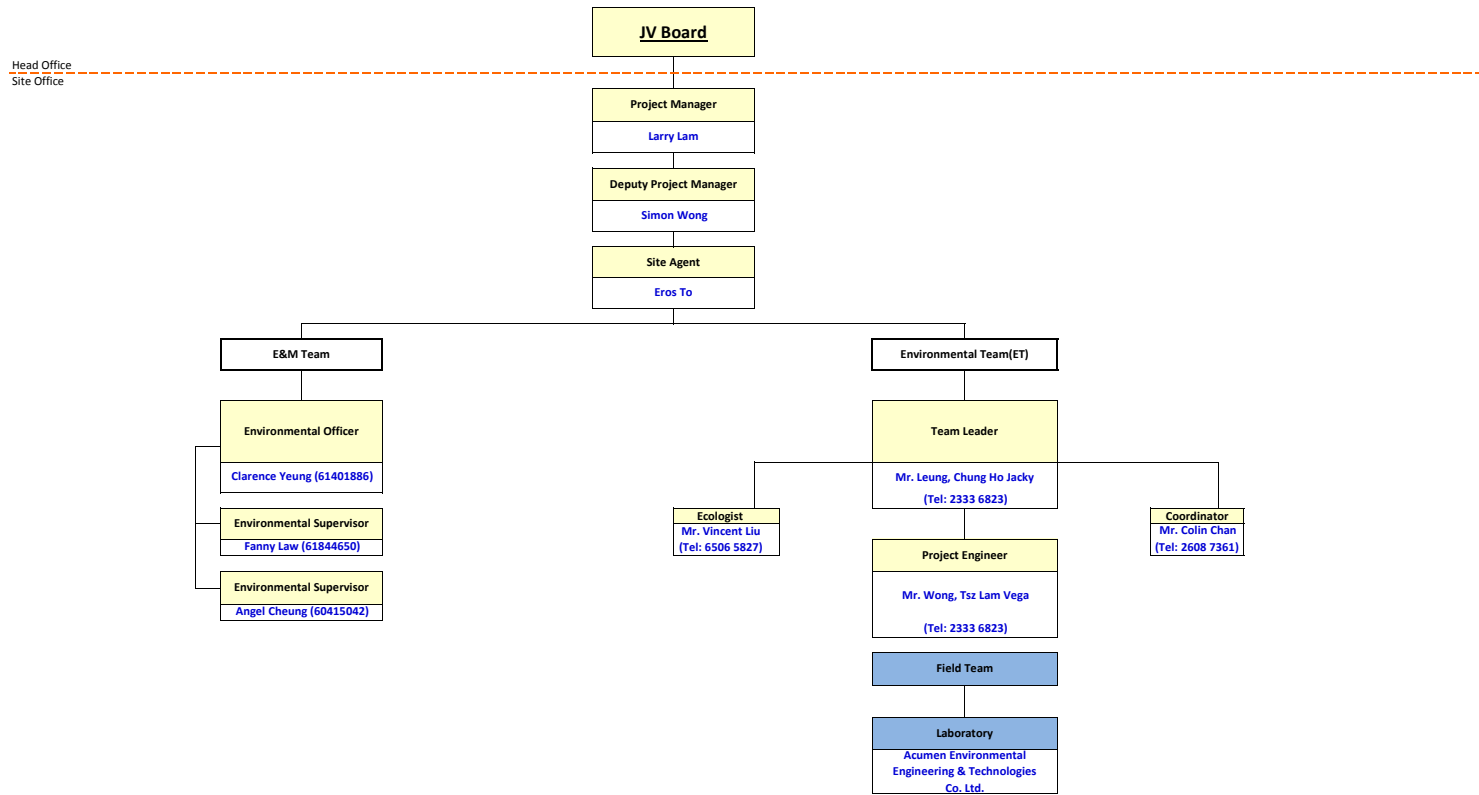 JV Board
Head Office
Site Office
Project Manager
Larry Lam
Deputy Project Manager
Simon Wong
Site Agent
Eros To
E&M Team
Environmental Officer
Clarence Yeung (61401886)
Environmental Supervisor
Fanny Law (61844650)
Environmental Supervisor
Angel Cheung (60415042)
Environmental Team(ET)
Team Leader
Mr. Leung, Chung Ho Jacky
(Tel: 2333 6823)
Ecologist
Mr. Vincent Liu
(Tel: 6506 5827)
Coordinator
Mr. Colin Chan
(Tel: 2608 7361)
Project Engineer
Mr. Wong, Tsz Lam Vega
(Tel: 2333 6823)
Field Team
Laboratory
Acumen Environmental
Engineering & Technologies
Co. Ltd.